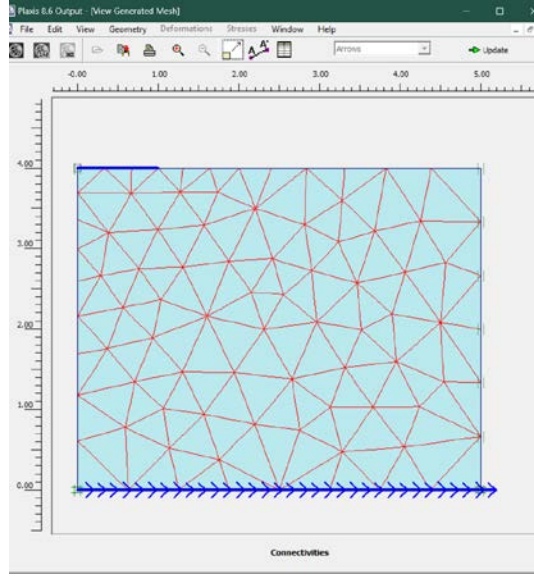 Plaxis 8.6 Output - [View Generated Mesh]
File Edit View Geometry Deformations Stresses Window Help
Arrows Update
-0.00 1.00 2.00 3.00 4.00 5.00
4.00
3.00
2.00
1.00
0.00
Connectivities